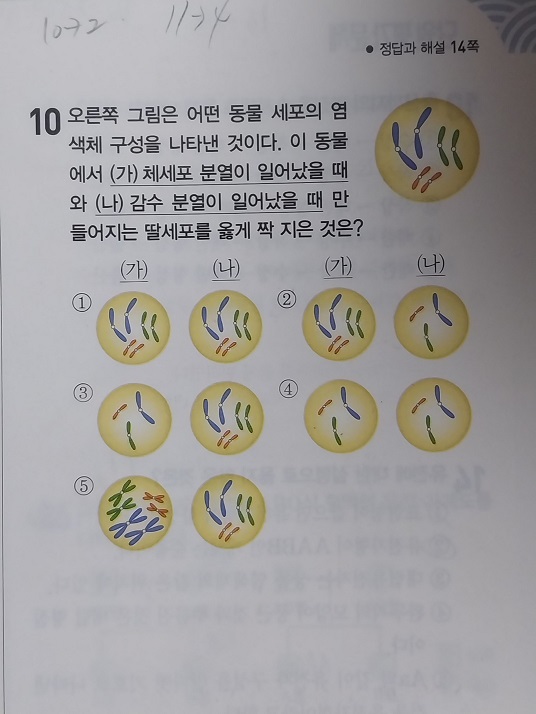 10→2 11→4
● 정답과 해설 14쪽
10 오른쪽 그림은 어떤 동물 세포의 염
색체 구성을 나타낸 것이다. 이 동물
에서 (가) 체세포 분열이 일어났을 때
와 (나) 감수 분열이 일어났을 때 만
들어지는 딸세포를 옳게 짝 지은 것은?
(가) (나) (가) (나)
① ②
③ ④
⑤